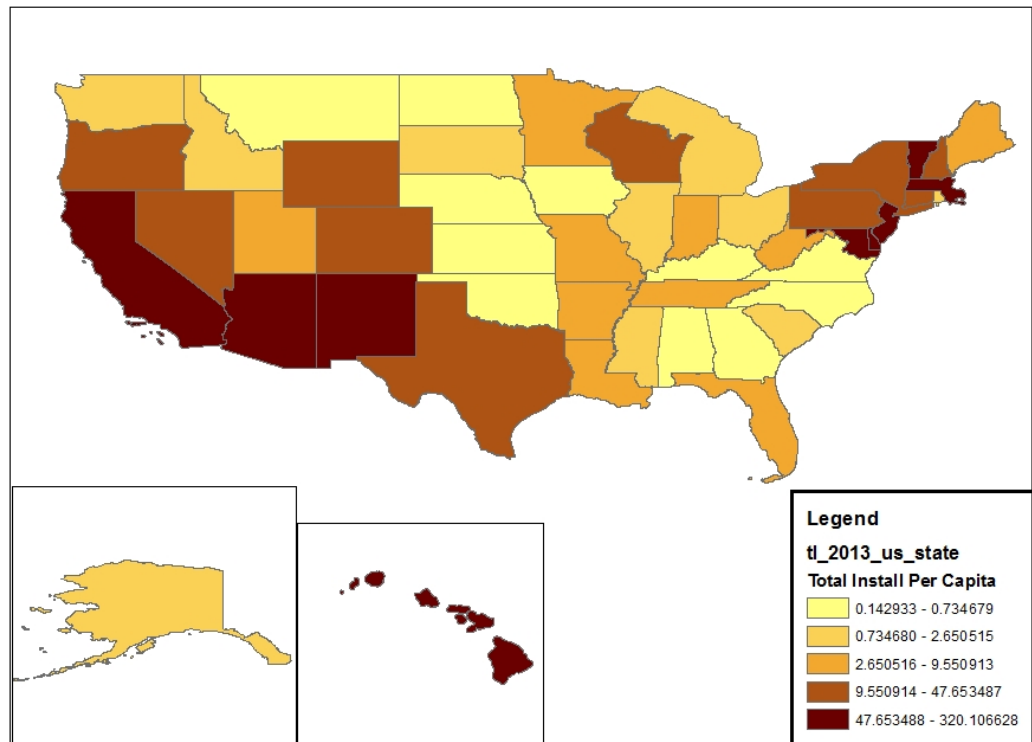 Legend
tl_2013_us_state
Total Install Per Capita
0.142933 - 0.734679
0.734680 - 2.650515
2.650516 - 9.550913
9.550914 - 47.653487
47.653488 - 320.106628